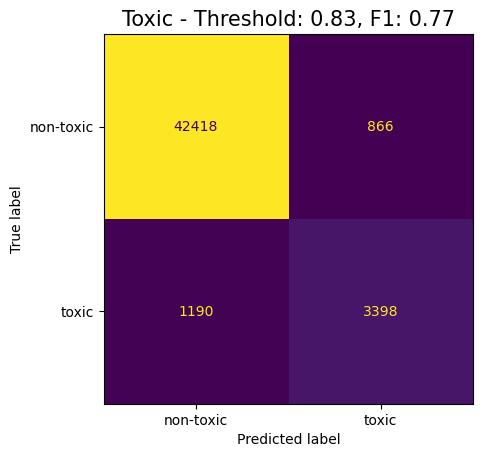 Toxic - Threshold: 0.83, F1: 0.77
non-toxic
42418
866
True label
toxic
1190
3398
non-toxic
toxic
Predicted label